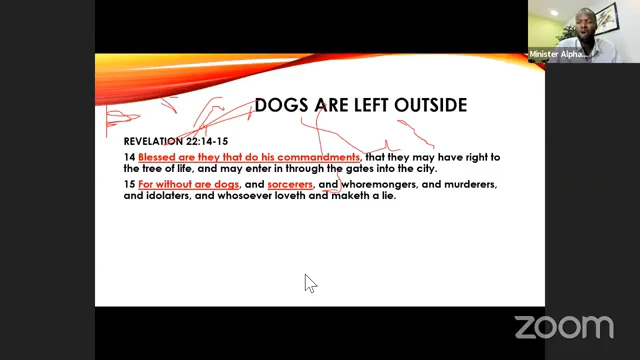 Minister Alpha...
DOGS ARE LEFT OUTSIDE
REVELATION 22:14-15
14 Blessed are they that do his commandments, that they may have right to
the tree of life, and may enter in through the gates into the city.
15 For without are dogs, and sorcerers, and whoremongers, and murderers,
and idolaters, and whosoever loveth and maketh a lie.
zoom